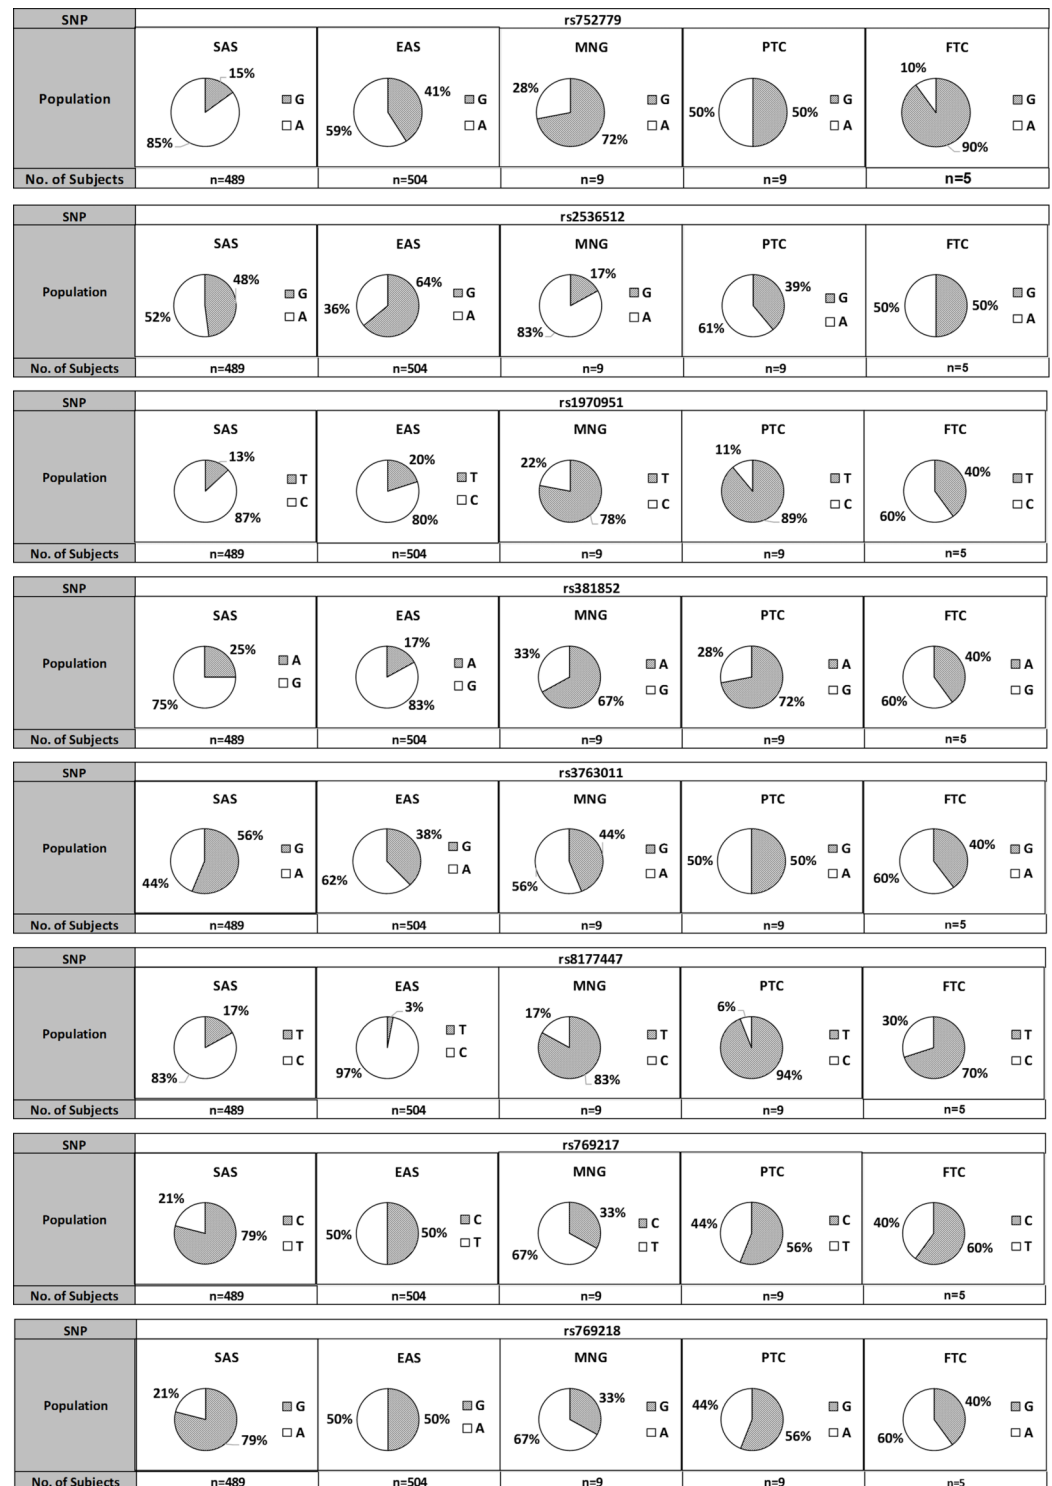 SNP rs752779
SAS EAS MNG PTC FTC
15% 41% 28% 10%
Population G G G 50% 50% G G
A A A A A
85% 59% 72% 90%
No. of Subjects n=489 n=504 n=9 n=9 n=5
SNP rs2536512
SAS EAS MNG PTC FTC
48% 64% 17% 39%
Population G G G G G
52% A 36% A 83% A 61% A 50% 50% A
No. of Subjects n=489 n=504 n=9 n=9 n=5
SNP rs1970951
SAS EAS MNG PTC FTC
13% 20% 22% 11% 40%
Population T T T T T
C C C C C
87% 80% 78% 89% 60%
No. of Subjects n=489 n=504 n=9 n=9 n=5
SNP rs381852
SAS EAS MNG PTC FTC
25% 17% 33% 28% 40%
Population A A A A A
G G G G G
75% 83% 67% 72% 60%
No. of Subjects n=489 n=504 n=9 n=9 n=5
SNP rs3763011
SAS EAS MNG PTC FTC
56% 38% 44% 40%
Population G G G G G
A A A 50% 50% A A
44% 62% 56% 60%
No. of Subjects n=489 n=504 n=9 n=9 n=5
SNP rs8177447
SAS EAS MNG PTC FTC
17% 3% 17% 6% 30%
Population T T T T T
C C C C C
83% 97% 83% 94% 70%
No. of Subjects n=489 n=504 n=9 n=9 n=5
SNP rs769217
SAS EAS MNG PTC FTC
21% 33% 44% 40%
Population C C C C C
79% T 50% 50% T 67% T 56% T 60% T
No. of Subjects n=489 n=504 n=9 n=9 n=5
SNP rs769218
SAS EAS MNG PTC FTC
21% 33% 44% 40%
Population G G G G G
79% A 50% 50% A 67% A 56% A 60% A
No. of Subjects n=489 n=504 n=9 n=9 n=5